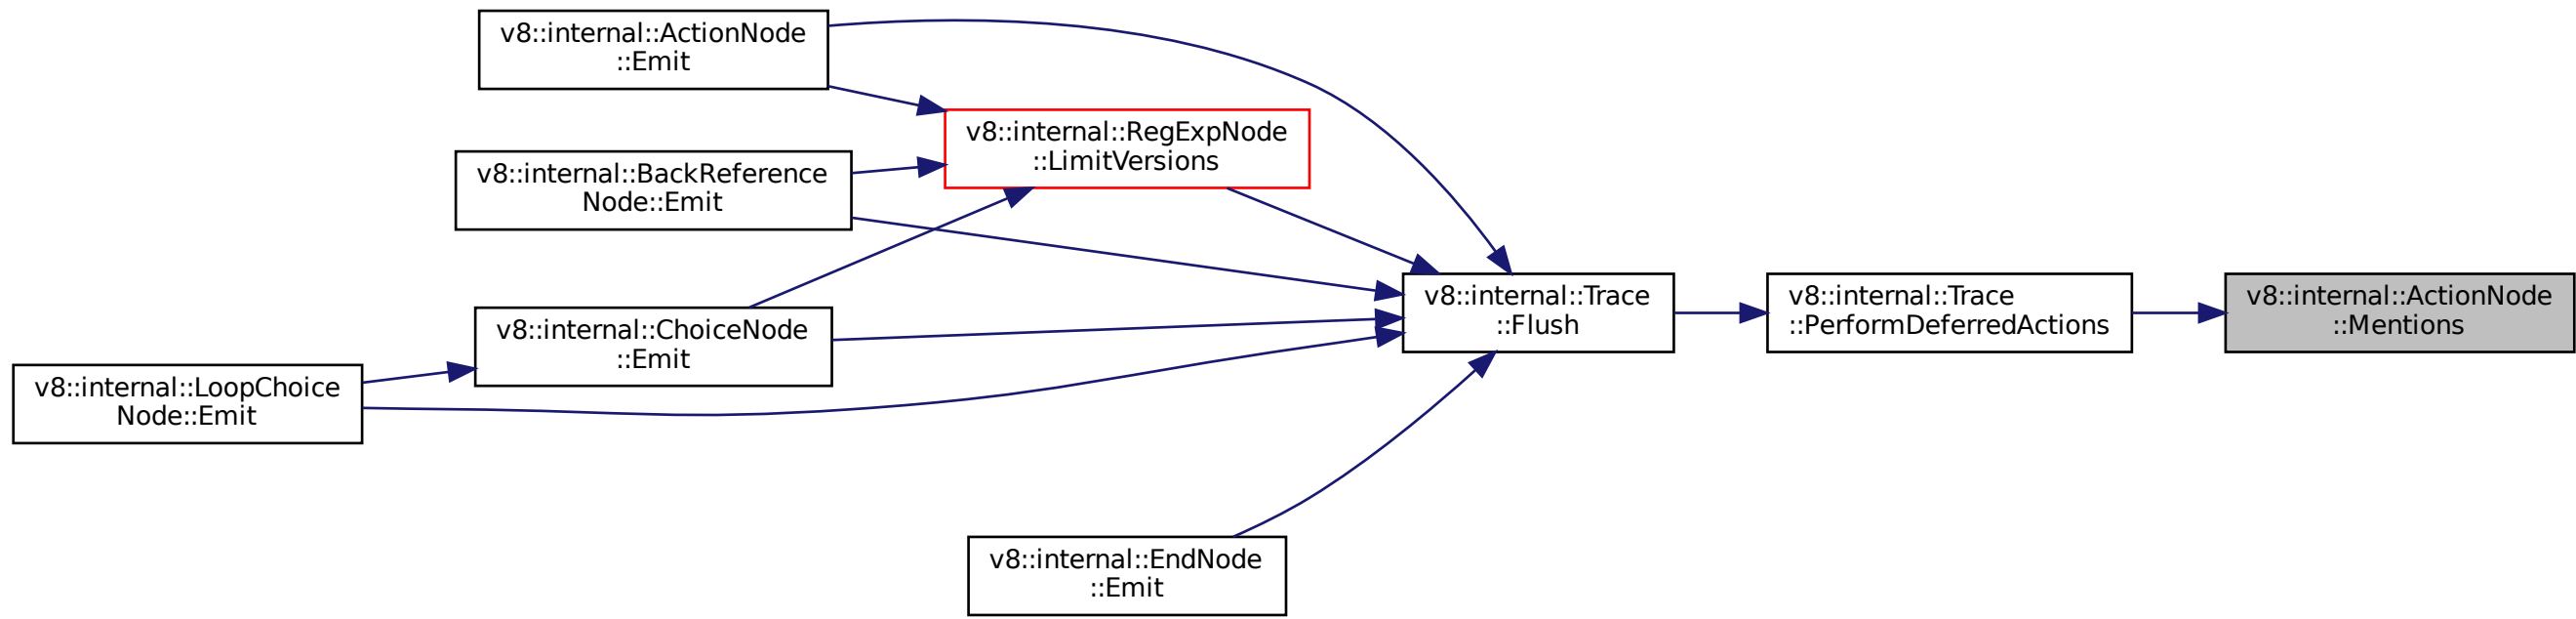 v8::internal::ActionNode
::Emit
v8::internal::RegExpNode
::LimitVersions
v8::internal::BackReference
Node::Emit
v8::internal::Trace
::Flush
v8::internal::Trace
::PerformDeferredActions
v8::internal::ActionNode
::Mentions
v8::internal::ChoiceNode
::Emit
v8::internal::LoopChoice
Node::Emit
v8::internal::EndNode
::Emit